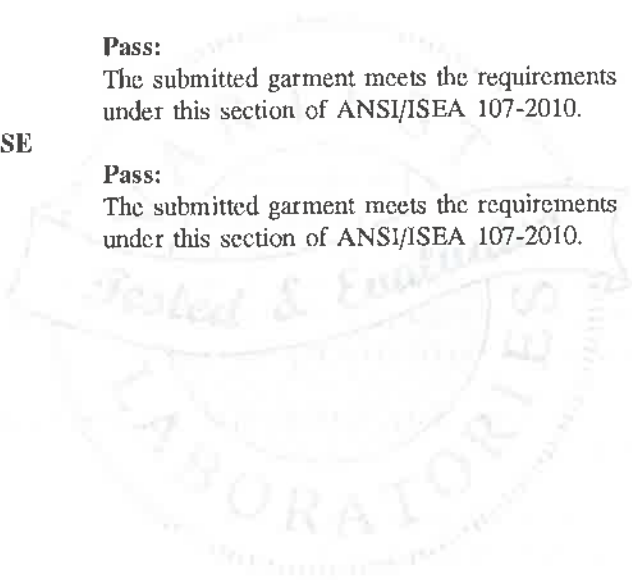 Pass:
The submitted garment meets the requirements
under this section of ANSI/ISEA 107-2010.
SE
Pass:
The submitted garment meets the requirements
under this section of ANSI/ISEA 107-2010.
Tested & Evaluated
LABORATORIES